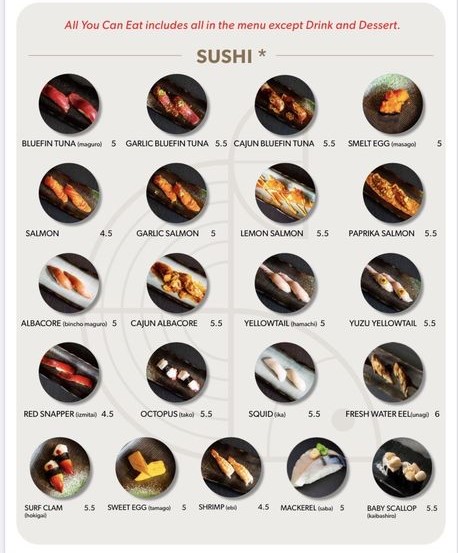 All You Can Eat includes all in the menu except Drink and Dessert.
SUSHI *
BLUEFIN TUNA (maguro) 5 GARLIC BLUEFIN TUNA 5.5 CAJUN BLUEFIN TUNA 5.5 SMELT EGG (masago) 5
SALMON 4.5 GARLIC SALMON 5 LEMON SALMON 5.5 PAPRIKA SALMON 5.5
ALBACORE (bincho maguro) 5 CAJUN ALBACORE 5.5 YELLOWTAIL (hamachi) 5 YUZU YELLOWTAIL 5.5
RED SNAPPER (izmitai) 4.5 OCTOPUS (tako) 5.5 SQUID (ika) 5.5 FRESH WATER EEL(unagi) 6
SURF CLAM 5.5 SWEET EGG (tamago) 5 SHRIMP (ebi) 4.5 MACKEREL (saba) 5 BABY SCALLOP 5.5
(hokigai) (kaibashiro)